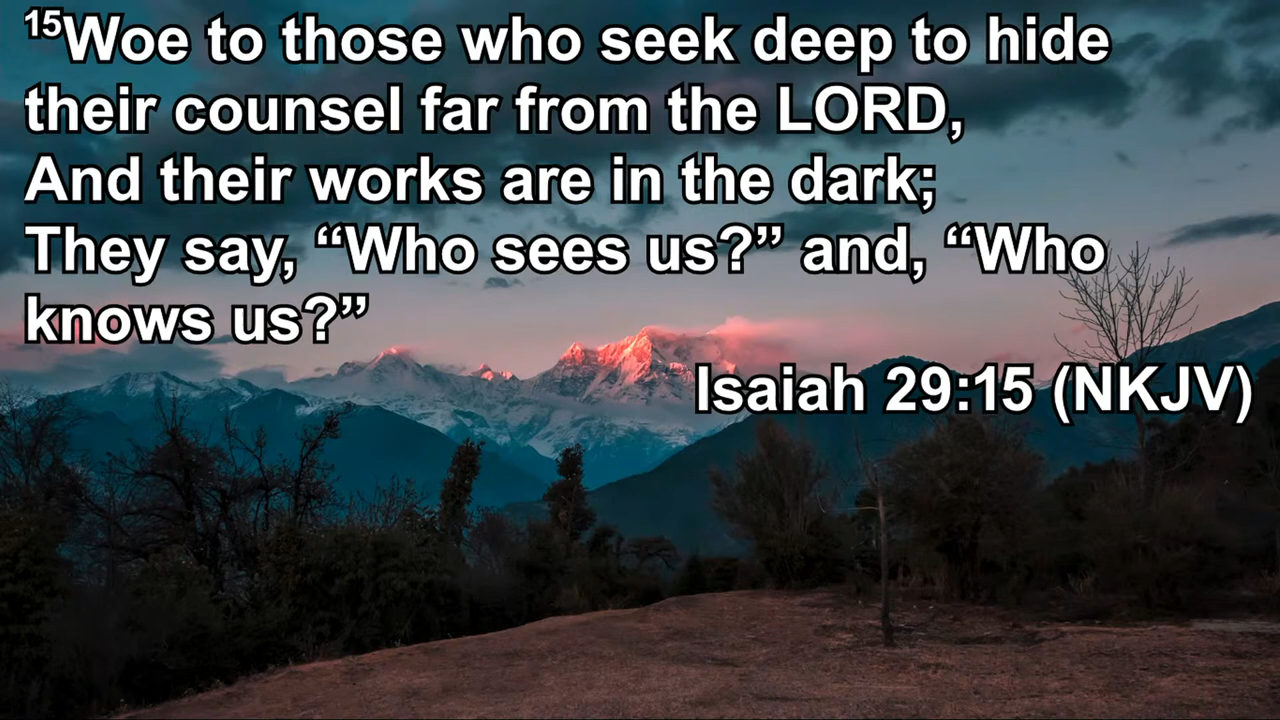 ¹⁵Woe to those who seek deep to hide
their counsel far from the LORD,
And their works are in the dark;
They say, “Who sees us?” and, “Who
knows us?”
Isaiah 29:15 (NKJV)